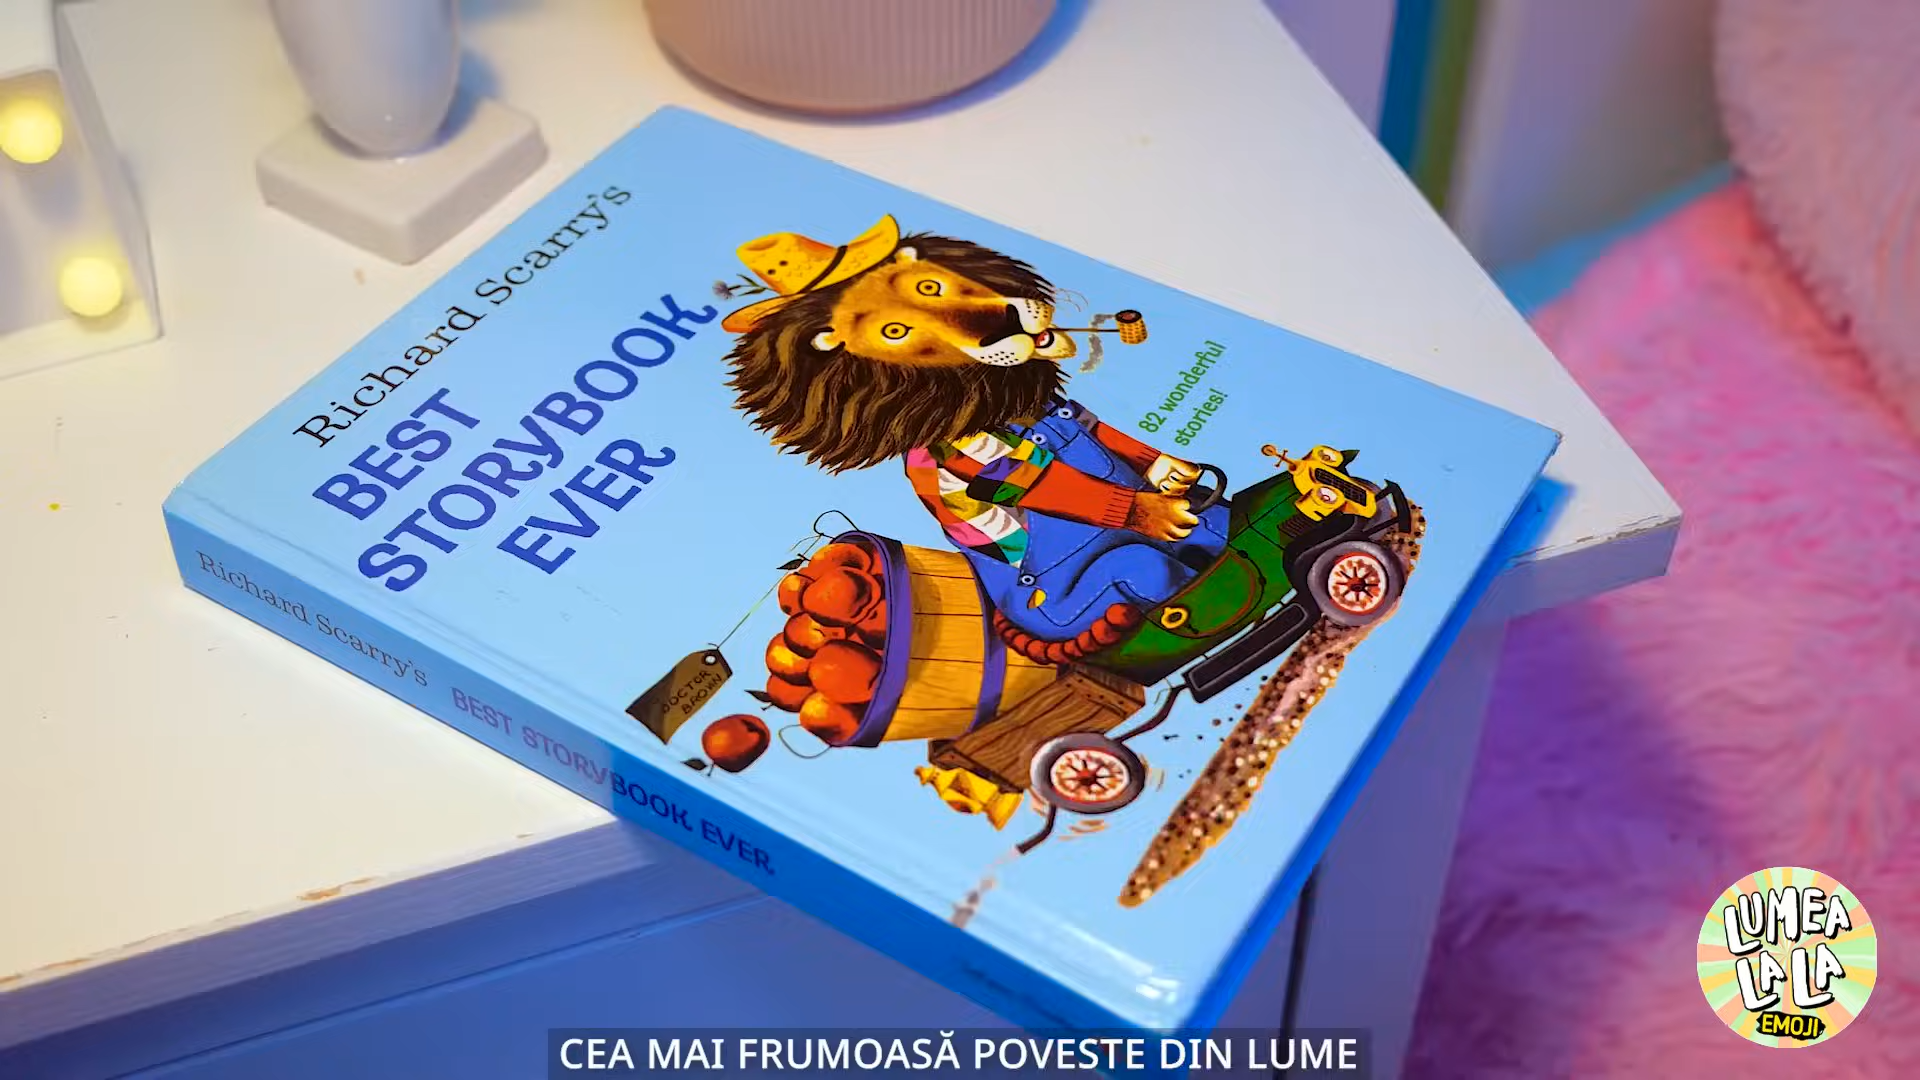 Richard Scarry's
BEST
STORYBOOK
EVER
82 wonderful
stories!
DOCTOR
BROWN
Richard Scarry's BEST STORYBOOK EVER
LUMEA
LA LA
EMOJI
CEA MAI FRUMOASĂ POVESTE DIN LUME